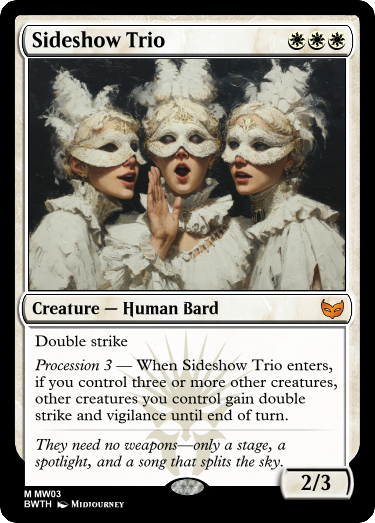 Sideshow Trio
Creature — Human Bard
Double strike
Procession 3 — When Sideshow Trio enters,
if you control three or more other creatures,
other creatures you control gain double
strike and vigilance until end of turn.
They need no weapons—only a stage, a
spotlight, and a song that splits the sky.
2/3
M MW03
BWTH Midjourney